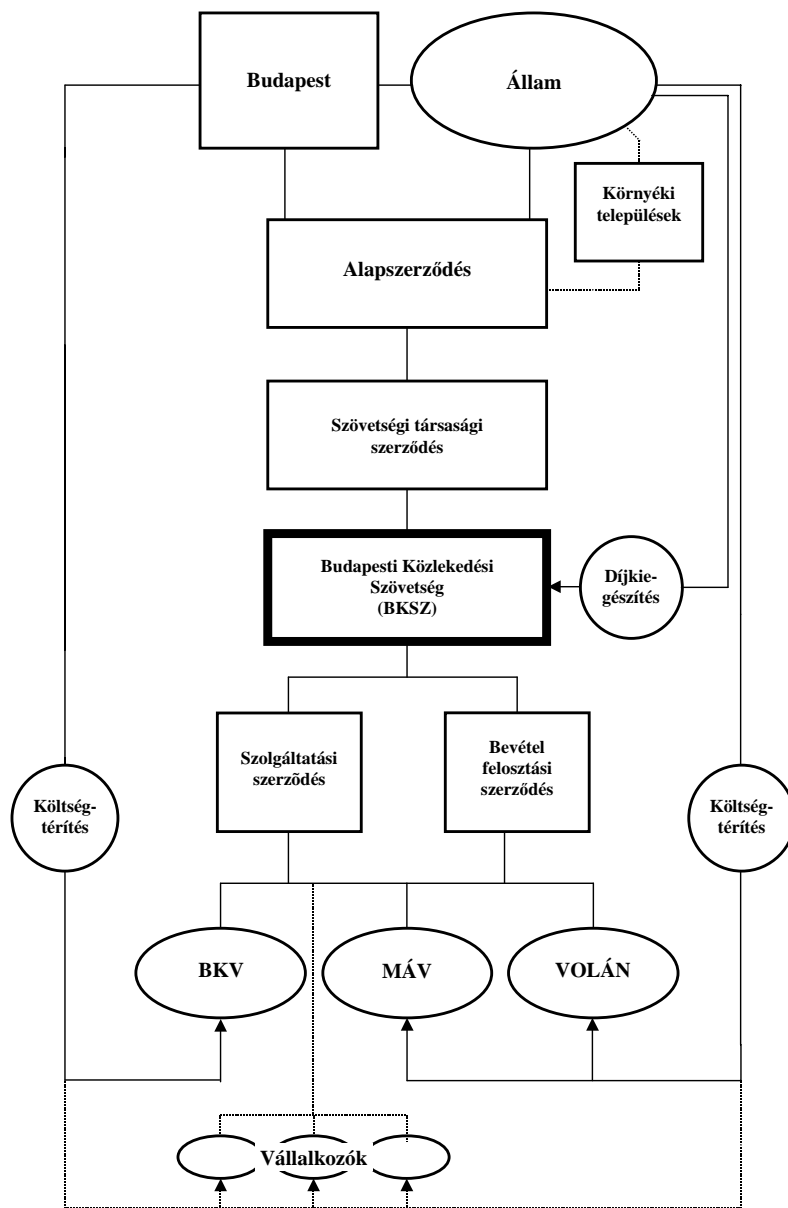 Budapest
Állam
Környéki
települések
Alapszerződés
Szövetségi társasági
szerződés
Budapesti Közlekedési
Szövetség
(BKSZ)
Díjkie-
gészítés
Szolgáltatási
szerzõdés
Bevétel
felosztási
szerződés
Költség-
térítés
Költség-
térítés
BKV
MÁV
VOLÁN
Vállalkozók